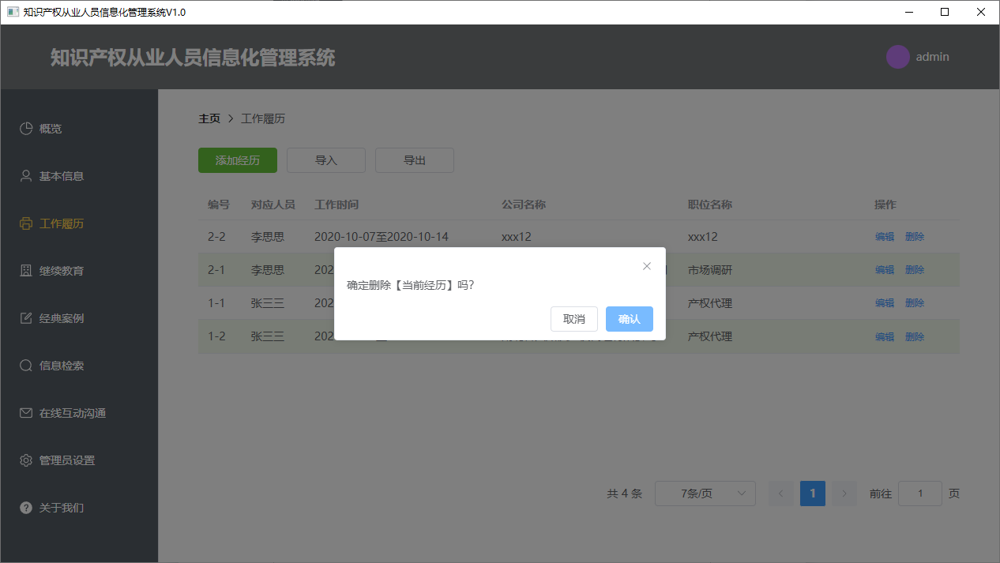 知识产权从业人员信息化管理系统V1.0
知识产权从业人员信息化管理系统
admin
概览
基本信息
工作履历
继续教育
经典案例
信息检索
在线互动沟通
管理员设置
关于我们
主页 > 工作履历
添加经历 导入 导出
编号 对应人员 工作时间 公司名称 职位名称 操作
2-2 李思思 2020-10-07至2020-10-14 xxx12 xxx12 编辑 删除
2-1 李思思 202 市场调研 编辑 删除
1-1 张三三 202 产权代理 编辑 删除
1-2 张三三 202 产权代理 编辑 删除
确定删除【当前经历】吗？
取消 确认
共 4 条 7条/页 1 前往 1 页